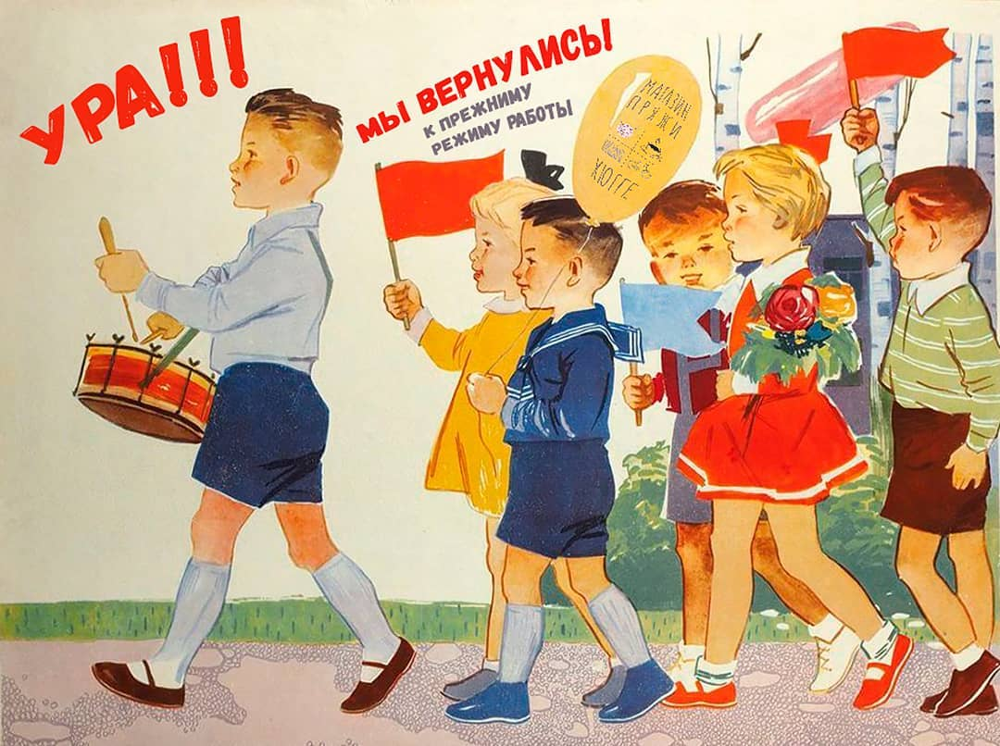 УРА!!!
МЫ ВЕРНУЛИСЬ!
К ПРЕЖНИМУ
РЕЖИМУ РАБОТЫ
МАГАЗИН
ПРЯЖИ
ХЮГГЕ